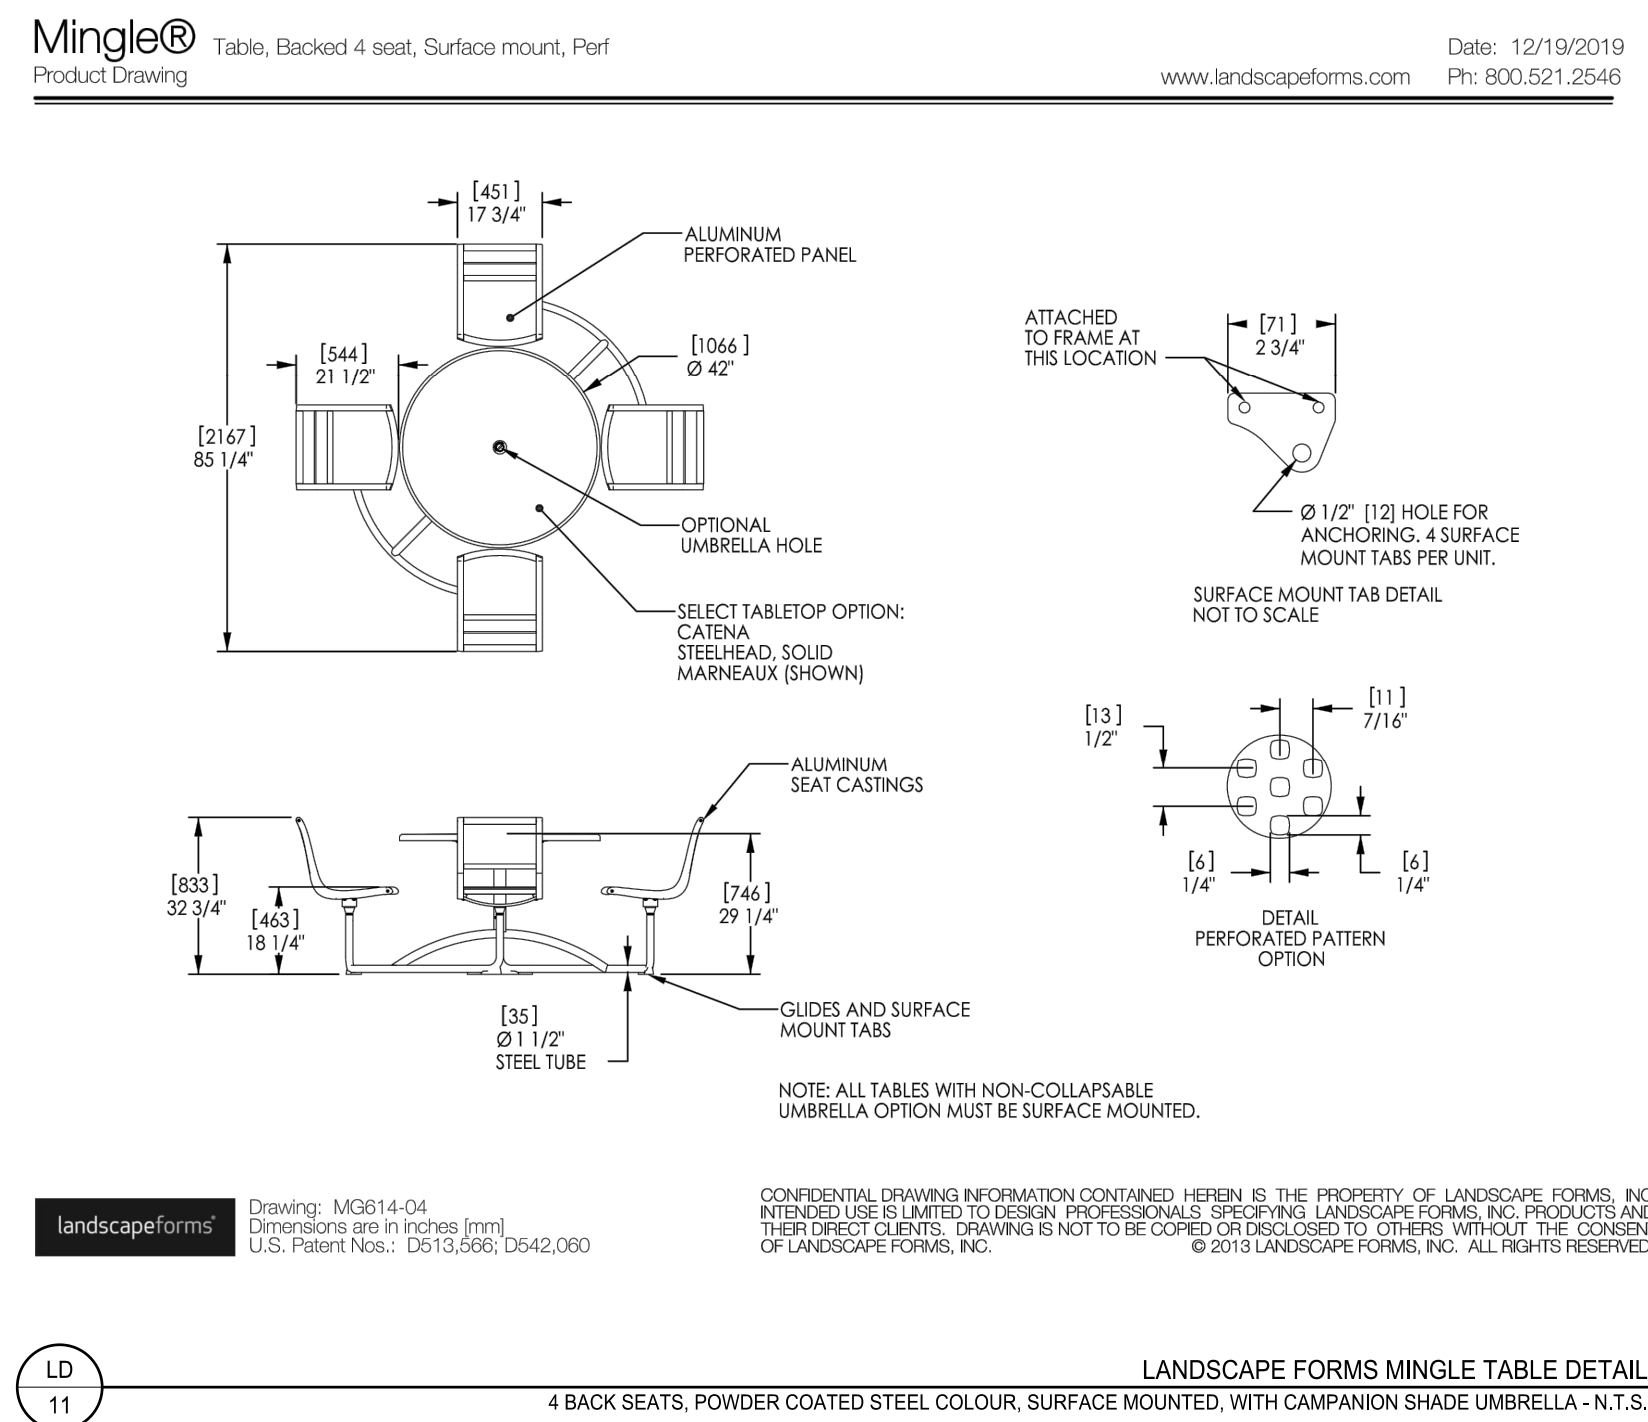 Mingle®
Table, Backed 4 seat, Surface mount, Perf
Product Drawing
Date: 12/19/2019
www.landscapeforms.com
Ph: 800.521.2546
[451]
17 3/4"
ALUMINUM
PERFORATED PANEL
[544]
21 1/2"
[1066 ]
Ø 42"
[2167]
85 1/4"
OPTIONAL
UMBRELLA HOLE
SELECT TABLETOP OPTION:
CATENA
STEELHEAD, SOLID
MARNEAUX (SHOWN)
ATTACHED
TO FRAME AT
THIS LOCATION
[71]
2 3/4"
Ø 1/2" [12] HOLE FOR
ANCHORING. 4 SURFACE
MOUNT TABS PER UNIT.
SURFACE MOUNT TAB DETAIL
NOT TO SCALE
[13]
1/2"
[11]
7/16"
[6]
1/4"
[6]
1/4"
DETAIL
PERFORATED PATTERN
OPTION
ALUMINUM
SEAT CASTINGS
[833]
32 3/4"
[463]
18 1/4"
[746]
29 1/4"
[35]
Ø1 1/2"
STEEL TUBE
GLIDES AND SURFACE
MOUNT TABS
NOTE: ALL TABLES WITH NON-COLLAPSABLE
UMBRELLA OPTION MUST BE SURFACE MOUNTED.
landscapeforms®
Drawing: MG614-04
Dimensions are in inches [mm]
U.S. Patent Nos.: D513,566; D542,060
CONFIDENTIAL DRAWING INFORMATION CONTAINED HEREIN IS THE PROPERTY OF LANDSCAPE FORMS, INC
INTENDED USE IS LIMITED TO DESIGN PROFESSIONALS SPECIFYING LANDSCAPE FORMS, INC. PRODUCTS AND
THEIR DIRECT CLIENTS. DRAWING IS NOT TO BE COPIED OR DISCLOSED TO OTHERS WITHOUT THE CONSEN
OF LANDSCAPE FORMS, INC.
© 2013 LANDSCAPE FORMS, INC. ALL RIGHTS RESERVED
LD
11
LANDSCAPE FORMS MINGLE TABLE DETAIL
4 BACK SEATS, POWDER COATED STEEL COLOUR, SURFACE MOUNTED, WITH CAMPANION SHADE UMBRELLA - N.T.S.